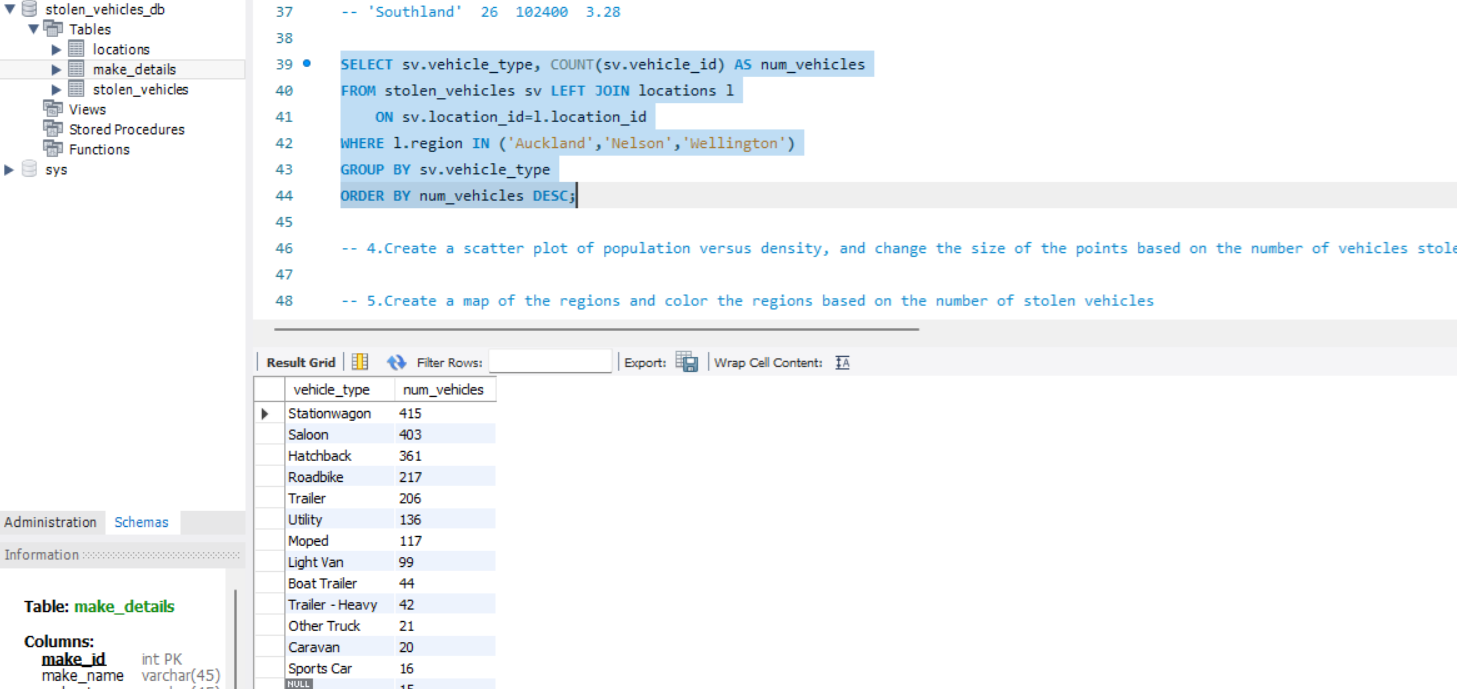 stolen_vehicles_db
Tables
locations
make_details
stolen_vehicles
Views
Stored Procedures
Functions
sys
Administration Schemas
Information
Table: make_details
Columns:
make_id int PK
make_name varchar(45)
37 -- 'Southland' 26 102400 3.28
38
39 SELECT sv.vehicle_type, COUNT(sv.vehicle_id) AS num_vehicles
40 FROM stolen_vehicles sv LEFT JOIN locations l
41 ON sv.location_id=l.location_id
42 WHERE l.region IN ('Auckland','Nelson','Wellington')
43 GROUP BY sv.vehicle_type
44 ORDER BY num_vehicles DESC;
45
46 -- 4.Create a scatter plot of population versus density, and change the size of the points based on the number of vehicles
47
48 -- 5.Create a map of the regions and color the regions based on the number of stolen vehicles
Result Grid Filter Rows: Export: Wrap Cell Content:
vehicle_type num_vehicles
Stationwagon 415
Saloon 403
Hatchback 361
Roadbike 217
Trailer 206
Utility 136
Moped 117
Light Van 99
Boat Trailer 44
Trailer - Heavy 42
Other Truck 21
Caravan 20
Sports Car 16
NULL 15